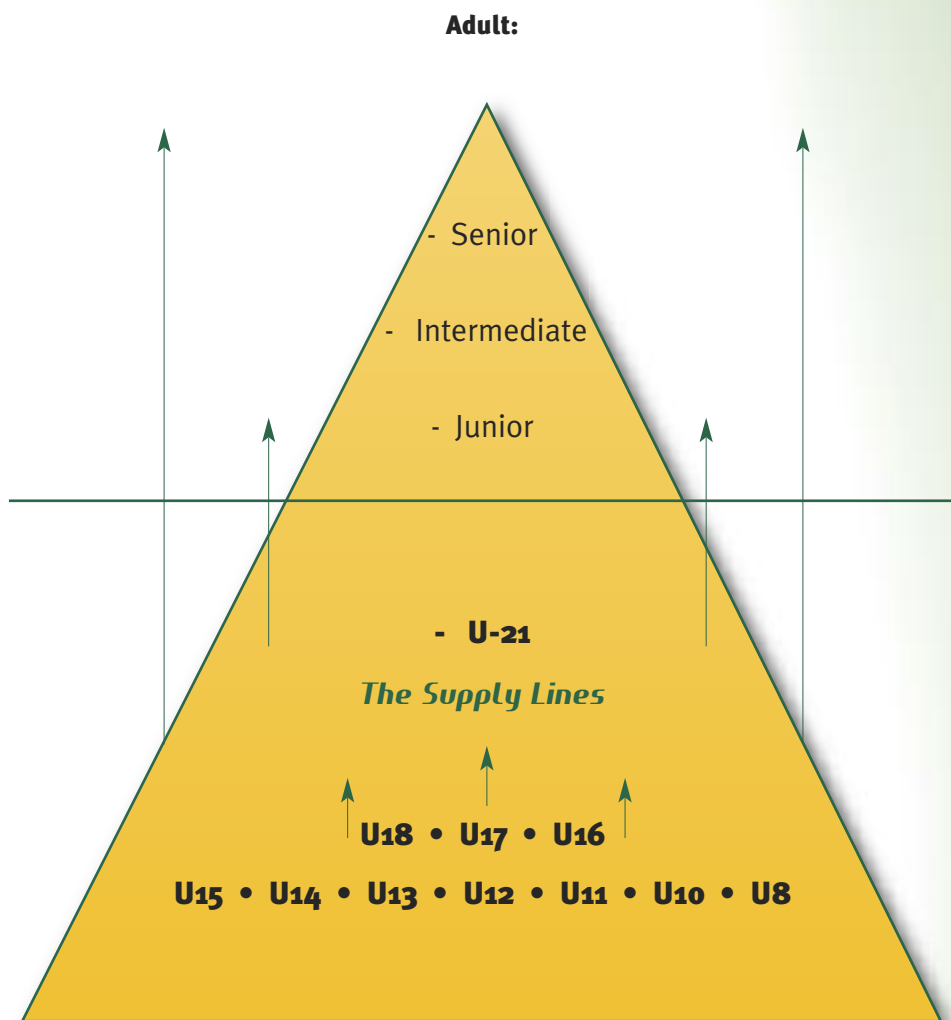 Adult:
- Senior
- Intermediate
- Junior
- U-21
The Supply Lines
U18 • U17 • U16
U15 • U14 • U13 • U12 • U11 • U10 • U8